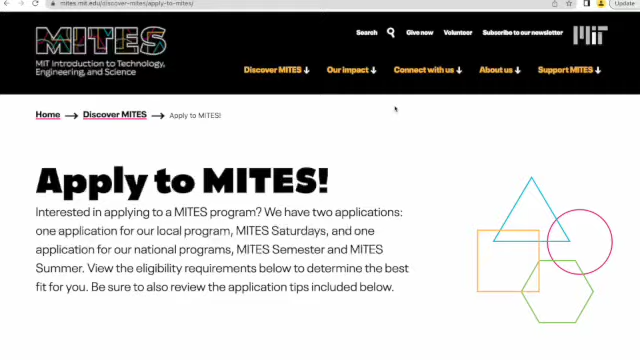 mites.mit.edu/discover-mites/apply-to-mites/
Update
MITES
MIT Introduction to Technology,
Engineering, and Science
Search Give now Volunteer Subscribe to our newsletter
MIT
Discover MITES Our impact Connect with us About us Support MITES
Home → Discover MITES → Apply to MITES!
Apply to MITES!
Interested in applying to a MITES program? We have two applications:
one application for our local program, MITES Saturdays, and one
application for our national programs, MITES Semester and MITES
Summer. View the eligibility requirements below to determine the best
fit for you. Be sure to also review the application tips included below.